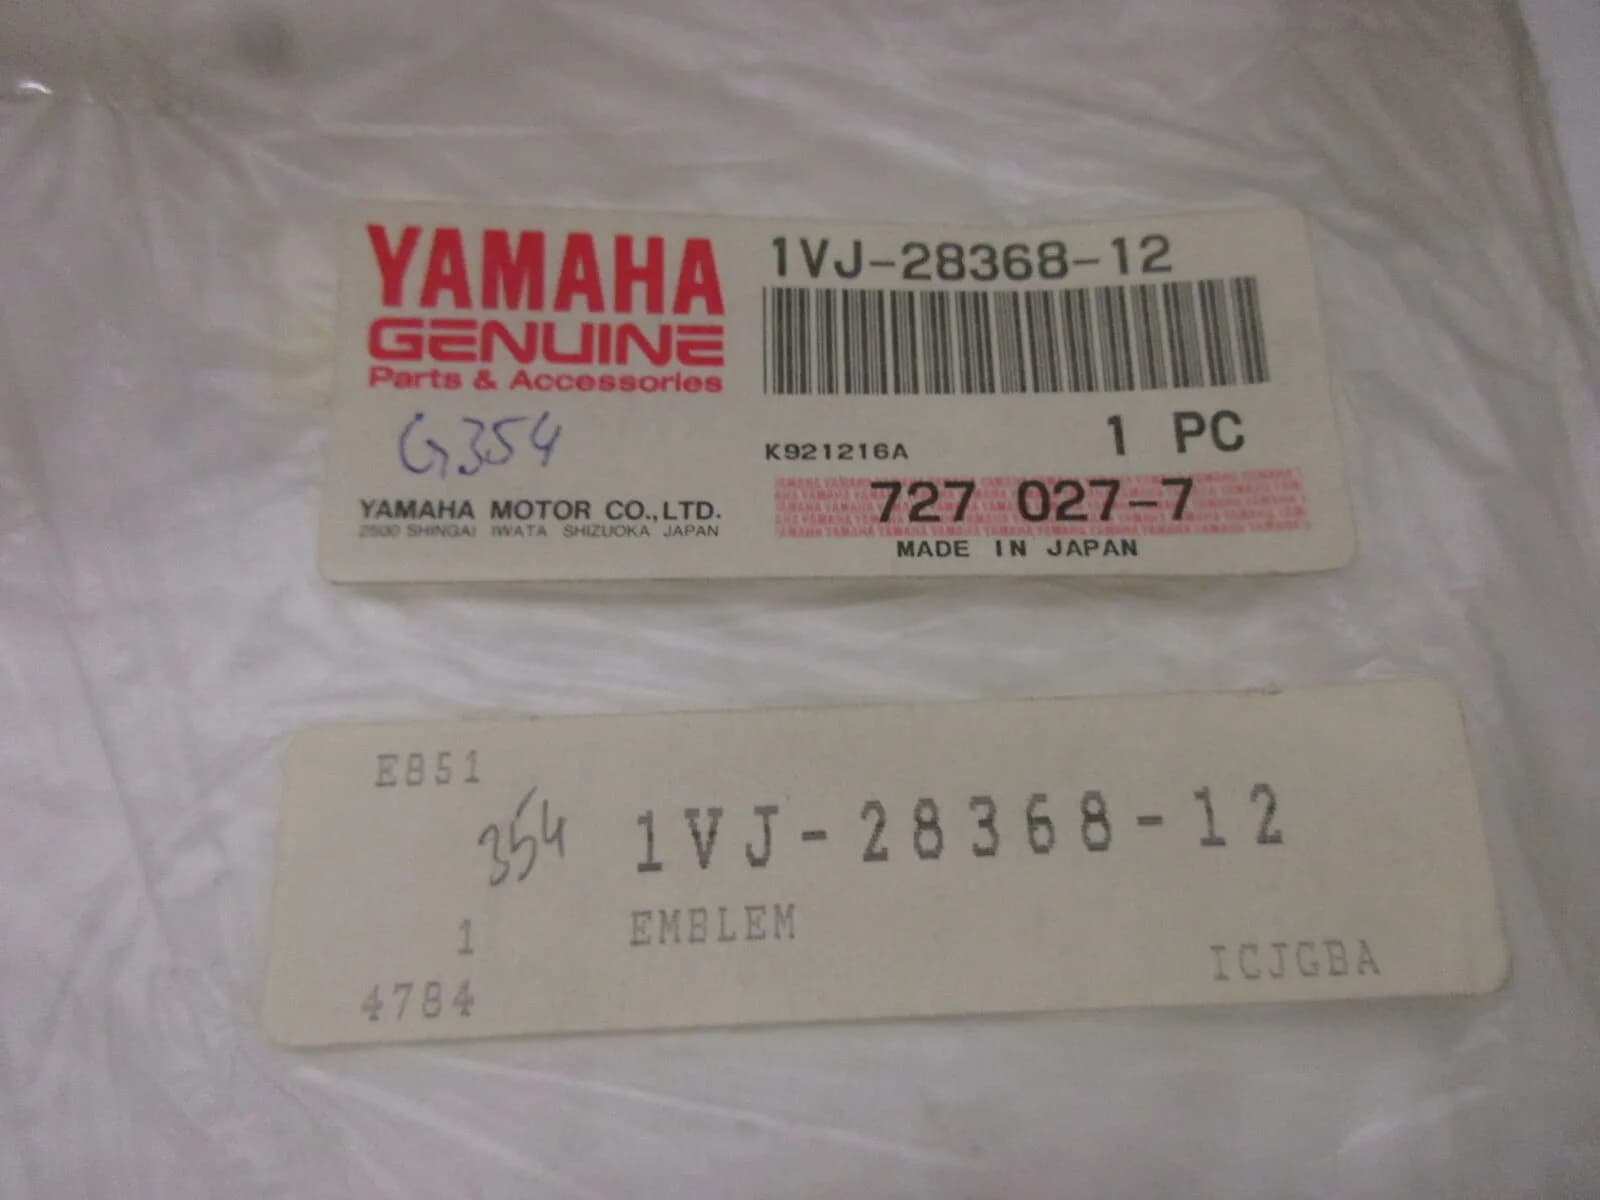 YAMAHA
GENUINE
Parts & Accessories
G354
YAMAHA MOTOR CO.,LTD.
2500 SHINGAI IWATA SHIZUOKA JAPAN
1VJ-28368-12
K921216A
1 PC
727 027-7
MADE IN JAPAN
E851
354
1VJ-28368-12
1
EMBLEM
4784
ICJGBA